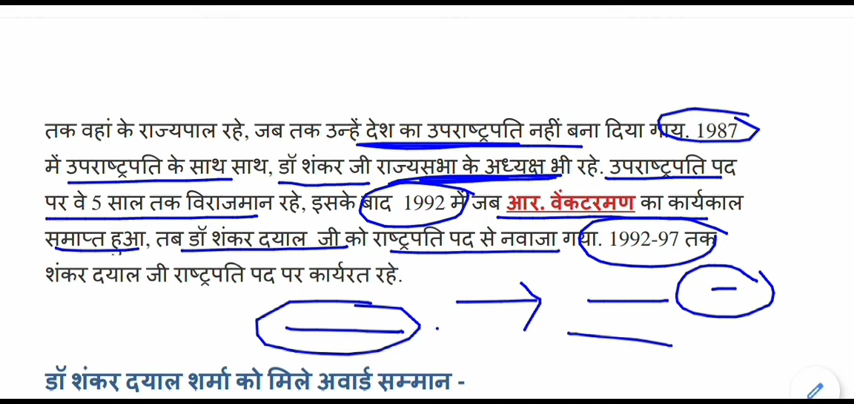 तक वहां के राज्यपाल रहे, जब तक उन्हें देश का उपराष्ट्रपति नहीं बना दिया गाय. 1987
में उपराष्ट्रपति के साथ साथ, डॉ शंकर जी राज्यसभा के अध्यक्ष भी रहे. उपराष्ट्रपति पद
पर वे 5 साल तक विराजमान रहे, इसके बाद 1992 में जब आर. वेंकटरमण का कार्यकाल
समाप्त हुआ, तब डॉ शंकर दयाल जी को राष्ट्रपति पद से नवाजा गया. 1992-97 तक
शंकर दयाल जी राष्ट्रपति पद पर कार्यरत रहे.
डॉ शंकर दयाल शर्मा को मिले अवार्ड सम्मान -